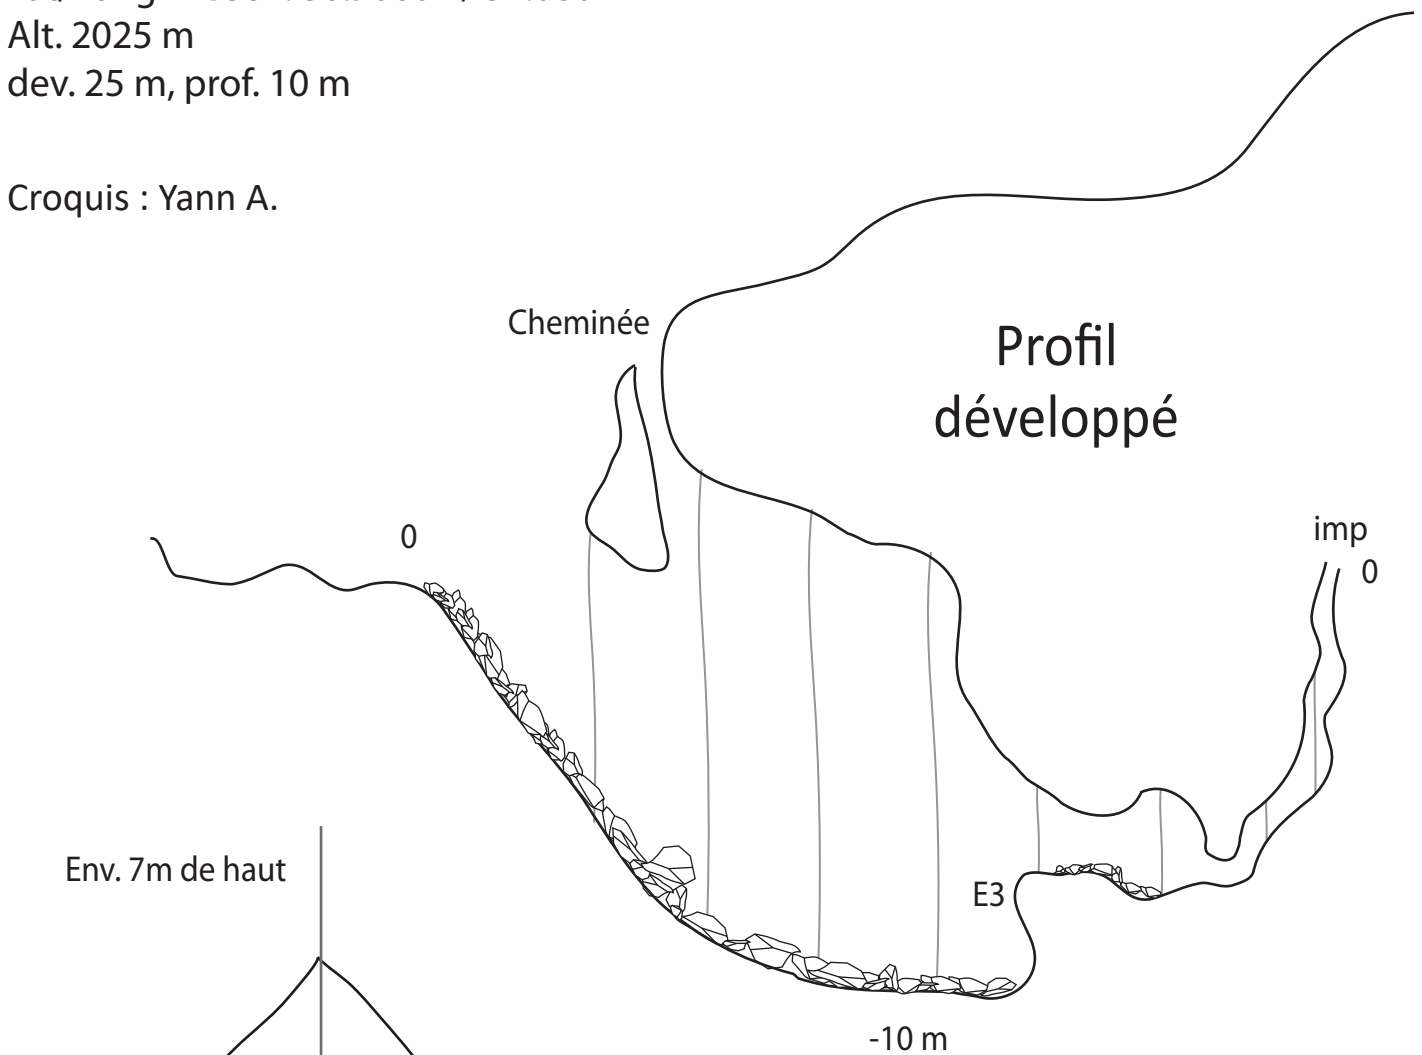 Alt. 2025 m
dev. 25 m, prof. 10 m
Croquis : Yann A.
Cheminée
Profil
développé
0
imp
0
Env. 7m de haut
E3
-10 m